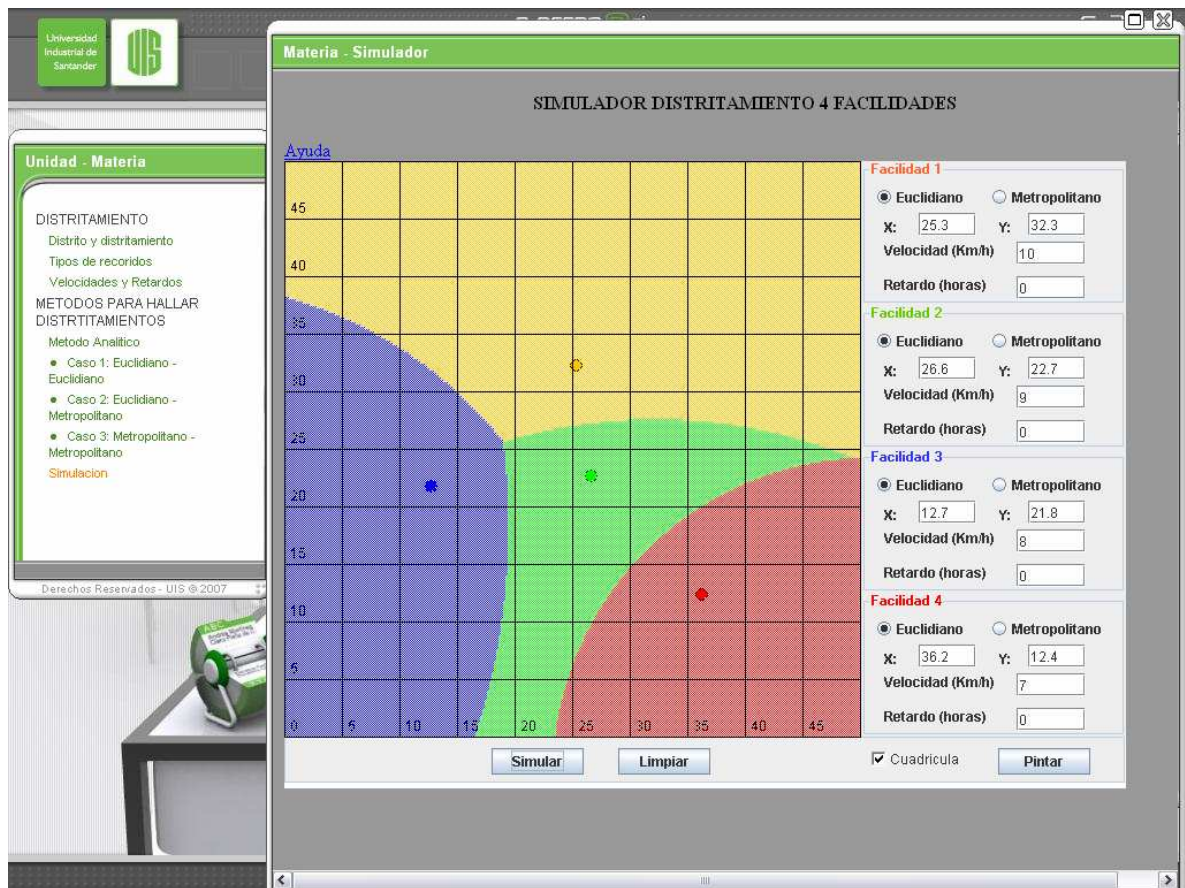 Universidad
Industrial de
Santander
UIS
Materia - Simulador
SIMULADOR DISTRITAMIENTO 4 FACILIDADES
Unidad - Materia
DISTRITAMIENTO
Distrito y distritamiento
Tipos de recoridos
Velocidades y Retardos
METODOS PARA HALLAR
DISTRTITAMIENTOS
Metodo Analitico
Caso 1: Euclidiano -
Euclidiano
Caso 2: Euclidiano -
Metropolitano
Caso 3: Metropolitano -
Metropolitano
Simulacion
Derechos Reservados - UIS @ 2007
ABC
Ayuda
45
40
35
30
25
20
15
10
5
0 5 10 15 20 25 30 35 40 45
Facilidad 1
Euclidiano Metropolitano
X: 25.3 Y: 32.3
Velocidad (Km/h) 10
Retardo (horas) 0
Facilidad 2
Euclidiano Metropolitano
X: 26.6 Y: 22.7
Velocidad (Km/h) 9
Retardo (horas) 0
Facilidad 3
Euclidiano Metropolitano
X: 12.7 Y: 21.8
Velocidad (Km/h) 8
Retardo (horas) 0
Facilidad 4
Euclidiano Metropolitano
X: 36.2 Y: 12.4
Velocidad (Km/h) 7
Retardo (horas) 0
Simular Limpiar Cuadricula Pintar